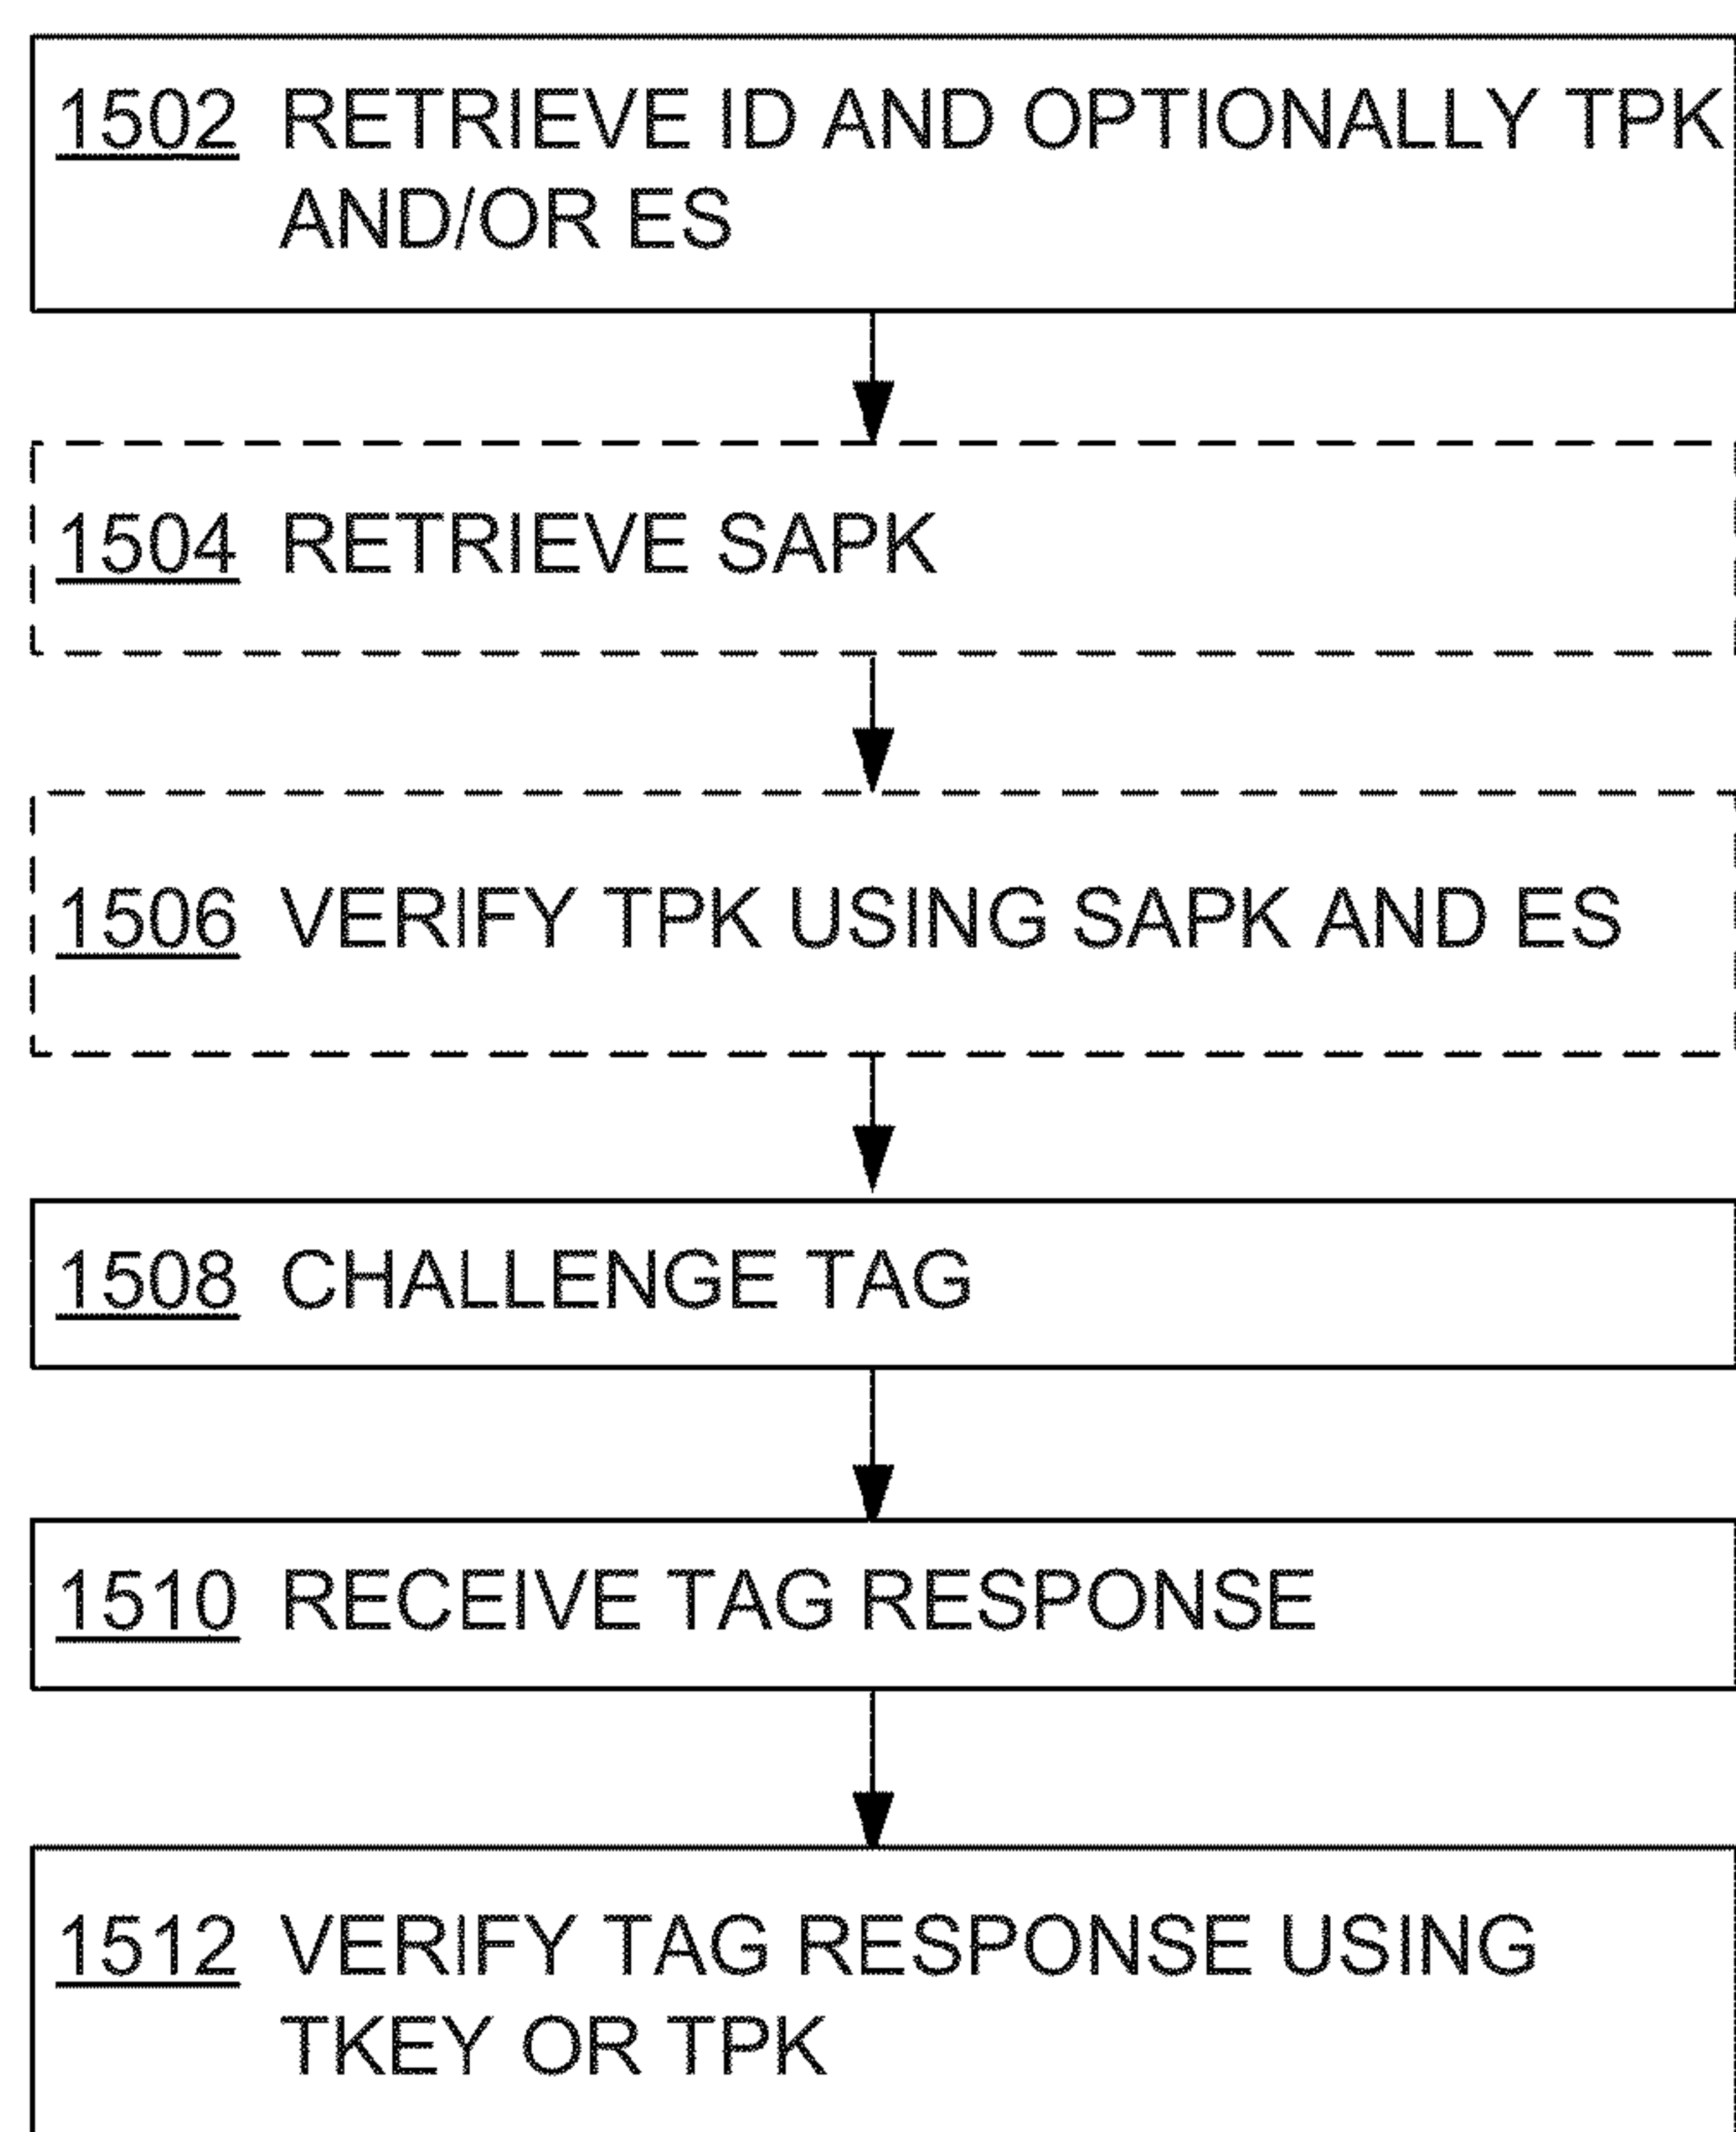 1502 RETRIEVE ID AND OPTIONALLY TPK
AND/OR ES
1504 RETRIEVE SAPK
1506 VERIFY TPK USING SAPK AND ES
1508 CHALLENGE TAG
1510 RECEIVE TAG RESPONSE
1512 VERIFY TAG RESPONSE USING
TKEY OR TPK